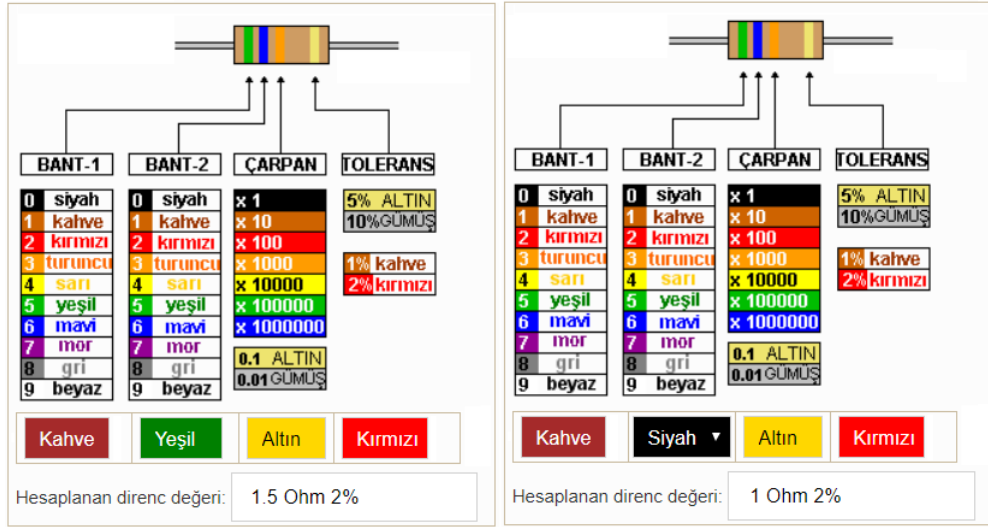 BANT-1 BANT-2 ÇARPAN TOLERANS
0 siyah 0 siyah x 1 5% ALTIN
1 kahve 1 kahve x 10 10% GÜMÜŞ
2 kırmızı 2 kırmızı x 100
3 turuncu 3 turuncu x 1000 1% kahve
4 sarı 4 sarı x 10000 2% kırmızı
5 yeşil 5 yeşil x 100000
6 mavi 6 mavi x 1000000
7 mor 7 mor
8 gri 8 gri 0.1 ALTIN
9 beyaz 9 beyaz 0.01 GÜMÜŞ
Kahve Yeşil Altın Kırmızı
Hesaplanan direnc değeri: 1.5 Ohm 2%
BANT-1 BANT-2 ÇARPAN TOLERANS
0 siyah 0 siyah x 1 5% ALTIN
1 kahve 1 kahve x 10 10% GÜMÜŞ
2 kırmızı 2 kırmızı x 100
3 turuncu 3 turuncu x 1000 1% kahve
4 sarı 4 sarı x 10000 2% kırmızı
5 yeşil 5 yeşil x 100000
6 mavi 6 mavi x 1000000
7 mor 7 mor
8 gri 8 gri 0.1 ALTIN
9 beyaz 9 beyaz 0.01 GÜMÜŞ
Kahve Siyah Altın Kırmızı
Hesaplanan direnc değeri: 1 Ohm 2%